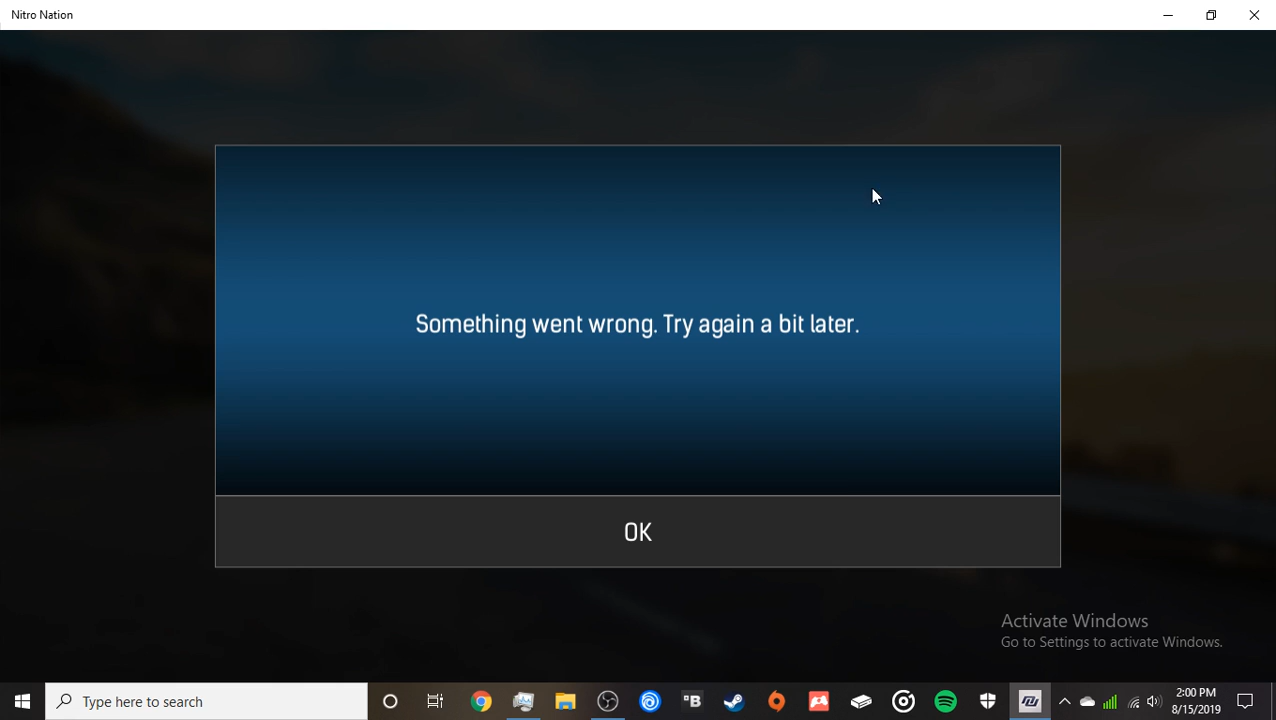 Nitro Nation
Something went wrong. Try again a bit later.
OK
Activate Windows
Go to Settings to activate Windows.
Type here to search
B
2:00 PM
8/15/2019